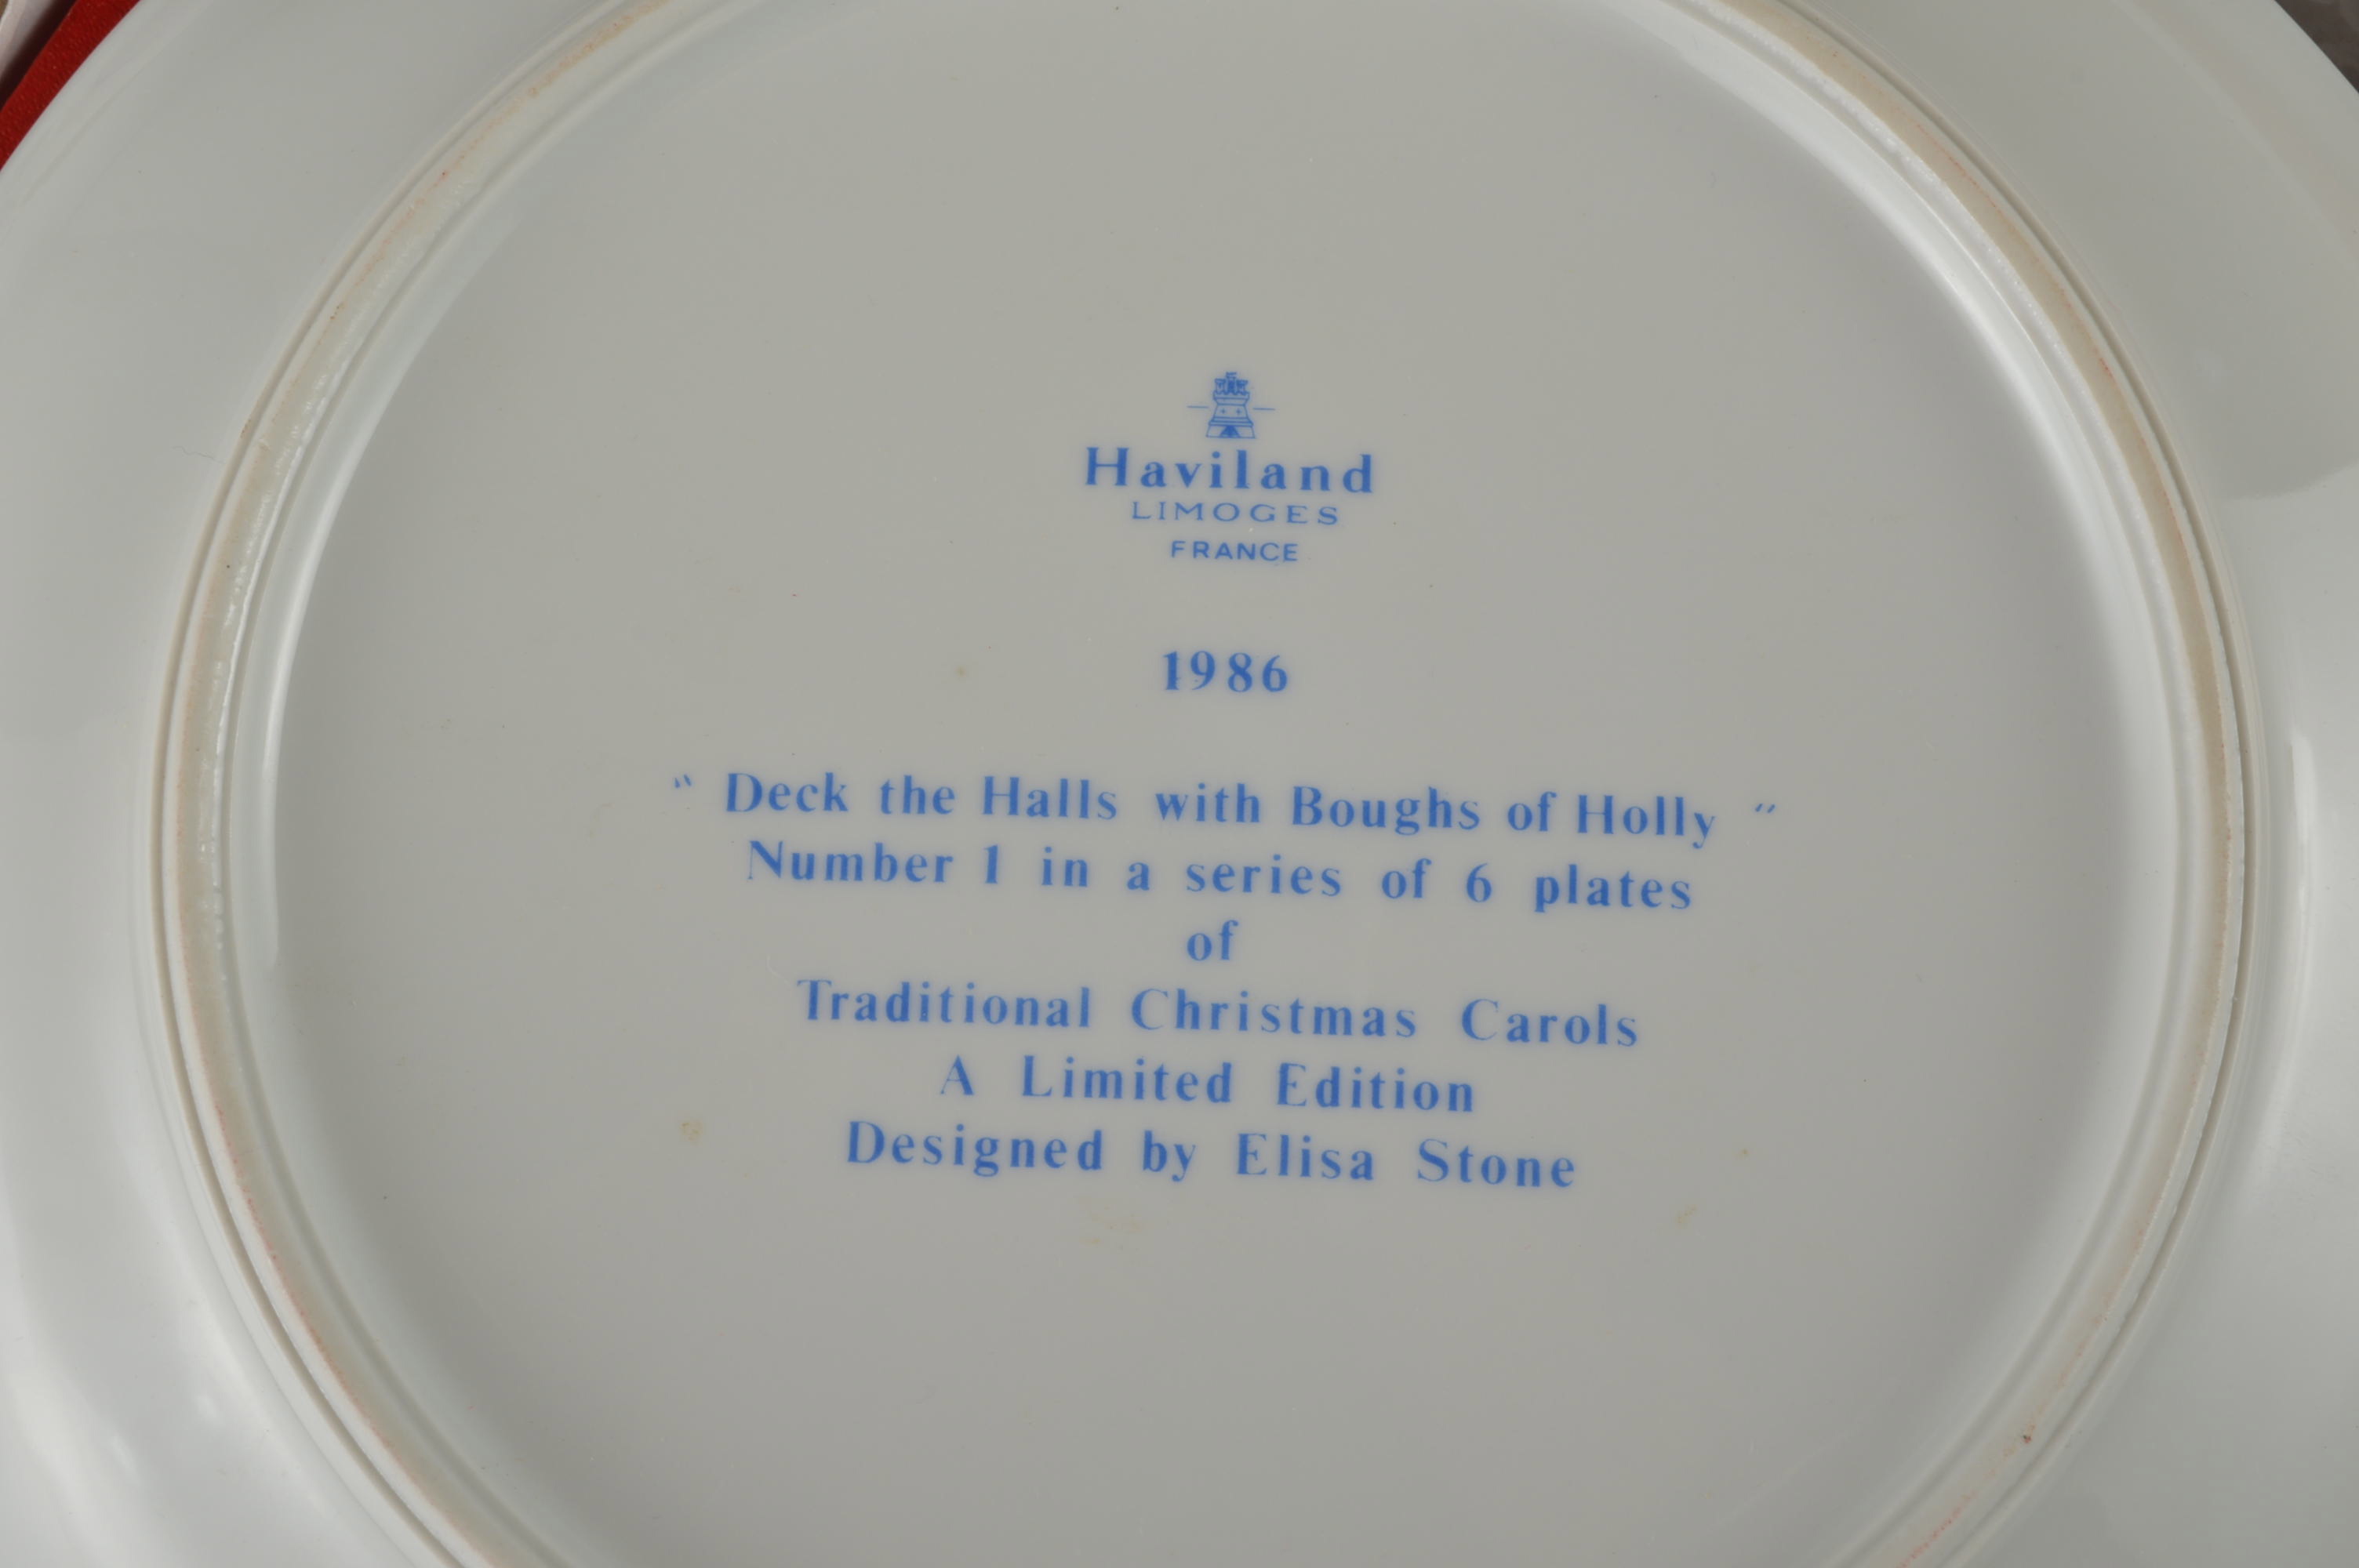 Haviland
LIMOGES
FRANCE
1986
" Deck the Halls with Boughs of Holly "
Number 1 in a series of 6 plates
of
Traditional Christmas Carols
A Limited Edition
Designed by Elisa Stone